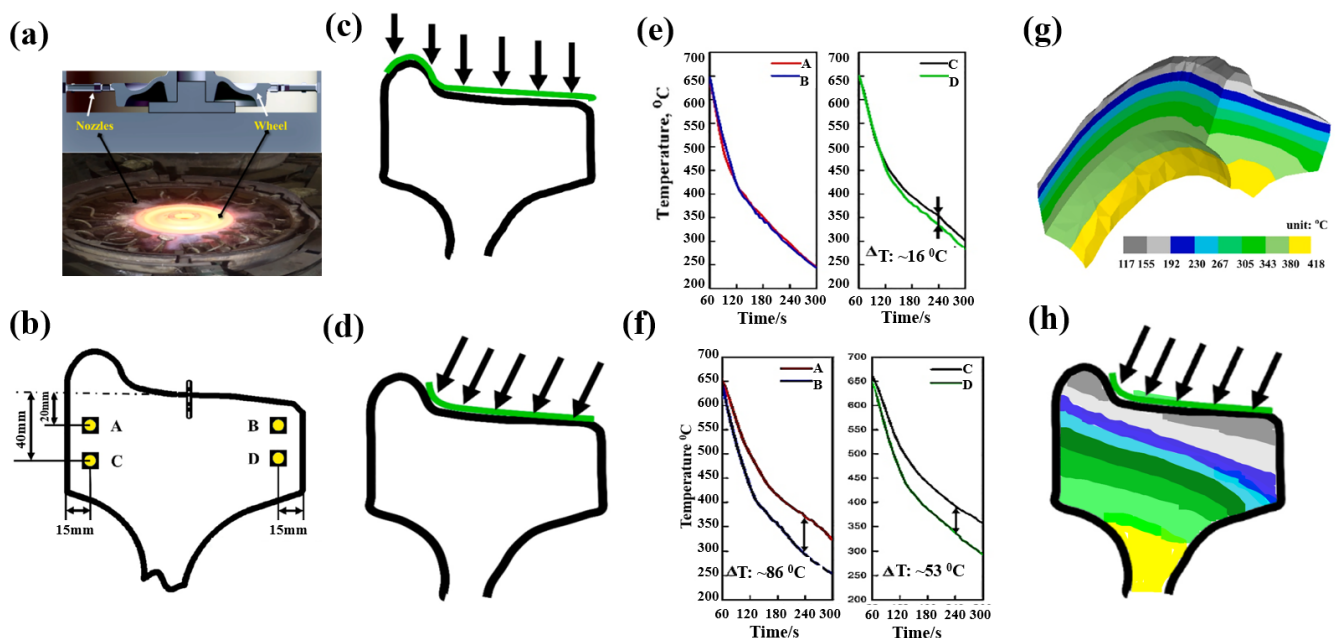 (a)
Nozzles
Wheel
(b)
40mm
20mm
A
B
C
D
15mm
15mm
(c)
(d)
(e)
Temperature, °C
700
650
600
550
500
450
400
350
300
250
200
A
B
60 120 180 240 300
Time/s
700
650
600
550
500
450
400
350
300
250
200
C
D
ΔT: ~16 ⁰C
60 120 180 240 300
Time/s
(f)
Temperature ⁰C
700
650
600
550
500
450
400
350
300
250
200
A
B
ΔT: ~86 ⁰C
60 120 180 240 300
Time/s
700
650
600
550
500
450
400
350
300
250
200
C
D
ΔT: ~53 ⁰C
60 120 180 240 300
Time/s
(g)
unit: °C
117 155 192 230 267 305 343 380 418
(h)